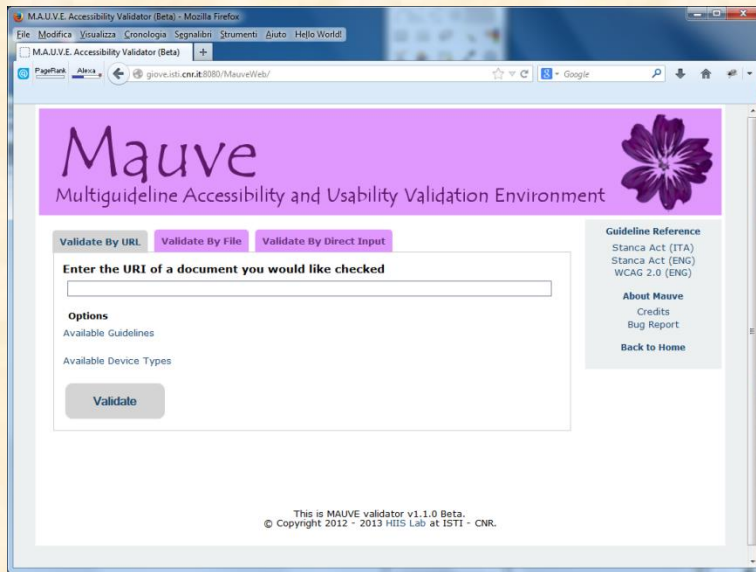 M.A.U.V.E. Accessibility Validator (Beta) - Mozilla Firefox
File Modifica Visualizza Cronologia Segnalibri Strumenti Aiuto Hello World!
M.A.U.V.E. Accessibility Validator (Beta) +
PageRank Alexa giove.isti.cnr.it:8080/MauveWeb/ Google
Mauve
Multiguideline Accessibility and Usability Validation Environment
Validate By URL Validate By File Validate By Direct Input
Enter the URI of a document you would like checked
Options
Available Guidelines
Available Device Types
Validate
Guideline Reference
Stanca Act (ITA)
Stanca Act (ENG)
WCAG 2.0 (ENG)
About Mauve
Credits
Bug Report
Back to Home
This is MAUVE validator v1.1.0 Beta.
© Copyright 2012 - 2013 HIIS Lab at ISTI - CNR.